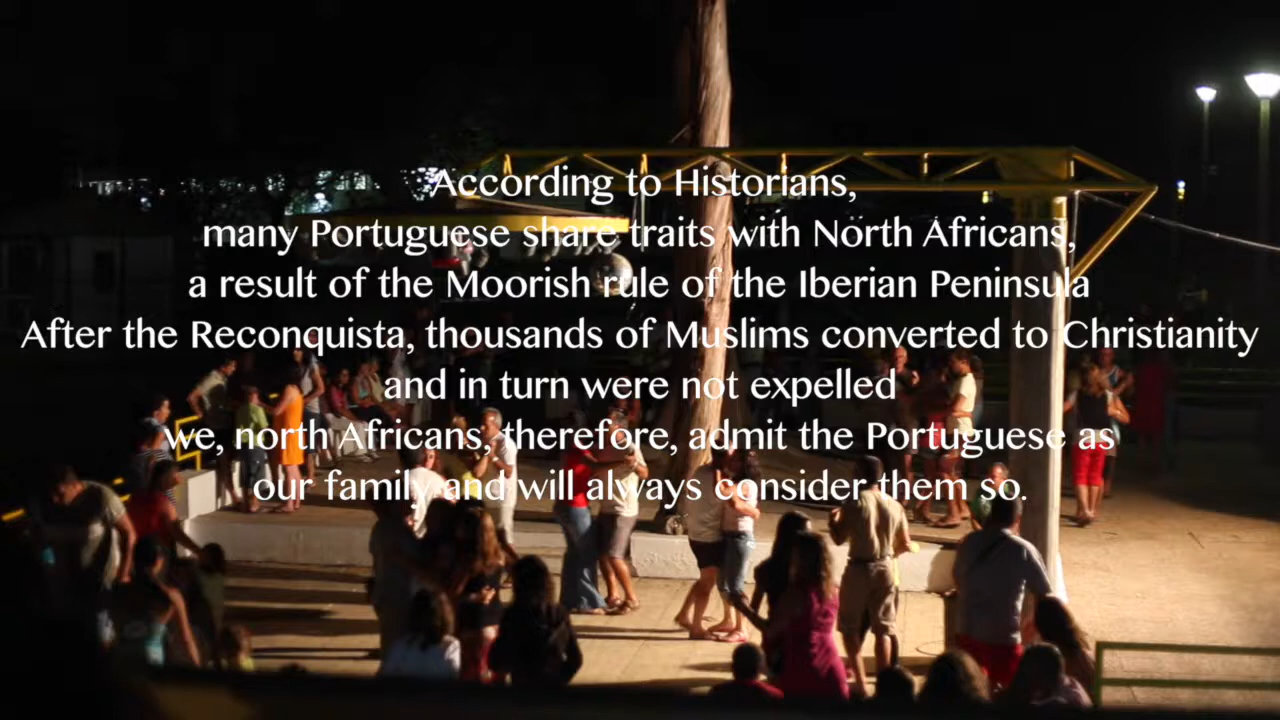 According to Historians,
many Portuguese share traits with North Africans,
a result of the Moorish rule of the Iberian Peninsula
After the Reconquista, thousands of Muslims converted to Christianity
and in turn were not expelled
we, north Africans, therefore, admit the Portuguese as
our family and will always consider them so.